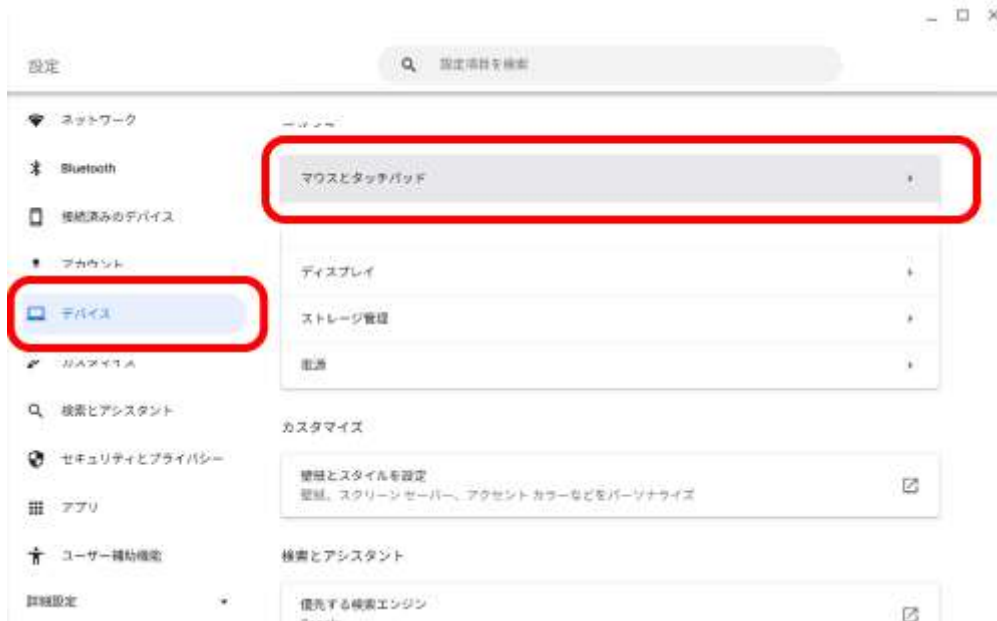 設定
設定項目を検索
ネットワーク
Bluetooth
接続済みのデバイス
アカウント
デバイス
カスタマイズ
検索とアシスタント
セキュリティとプライバシー
アプリ
ユーザー補助機能
詳細設定
マウスとタッチパッド
ディスプレイ
ストレージ管理
電源
カスタマイズ
壁紙とスタイルを設定
壁紙、スクリーン セーバー、アクセント カラーなどをパーソナライズ
検索とアシスタント
優先する検索エンジン